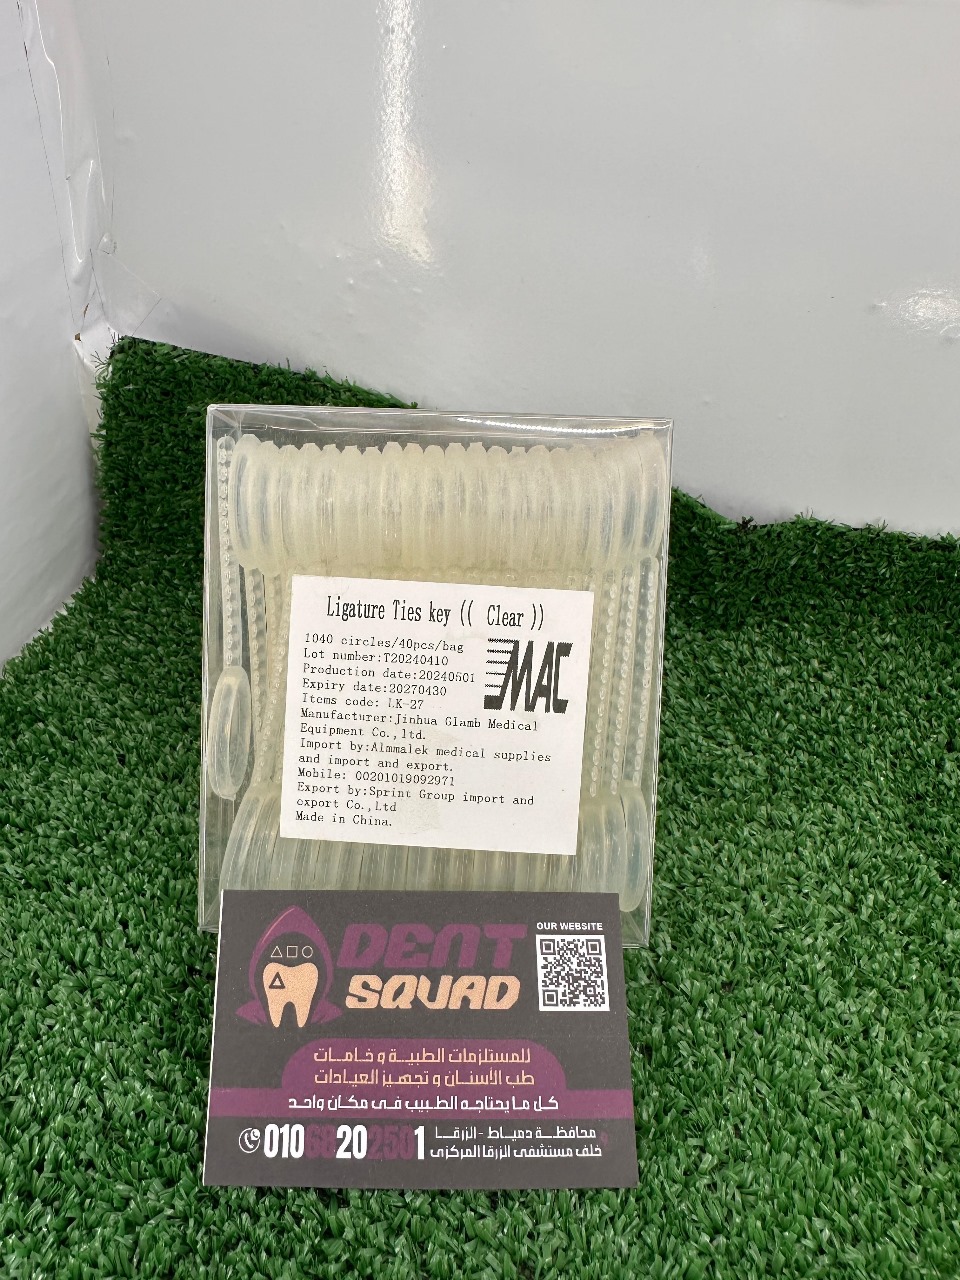 Ligature Ties key (( Clear ))
1040 circles/40pcs/bag
Lot number:T20240410
Production date:20240501
Expiry date:20270430
Items code: LK-27
Manufacturer:Jinhua Glamb Medical
Equipment Co.,ltd.
Import by:Almmalek medical supplies
and import and export.
Mobile: 00201019092971
Export by:Sprint Group import and
export Co.,Ltd
Made in China.
MAC
DENT
SQUAD
OUR WEBSITE
للمستلزمات الطبية و خامات
طب الأسنان و تجهيز العيادات
كل ما يحتاجه الطبيب فى مكان واحد
محافظة دمياط - الزرقا
خلف مستشفى الزرقا المركزى
01068202501